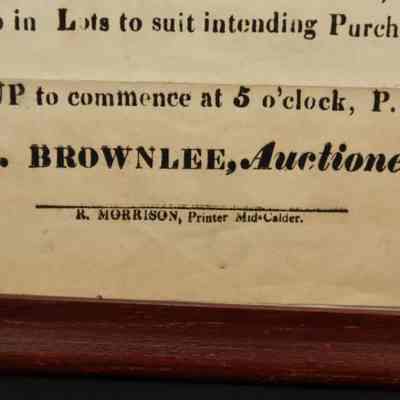 in Lots to suit intending Purch
UP to commence at 5 o'clock, P.
. BROWNLEE, Auctione
R. MORRISON, Printer Mid-Calder.